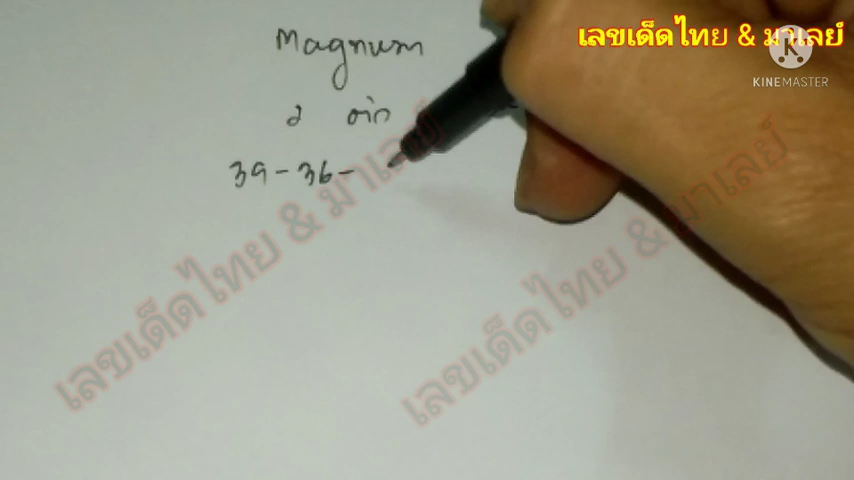 เลขเด็ดไทย & มาเลย์
KINEMASTER
Magnum
2 ตัว
39-36-
เลขเด็ดไทย & มาเลย์
เลขเด็ดไทย & มาเลย์